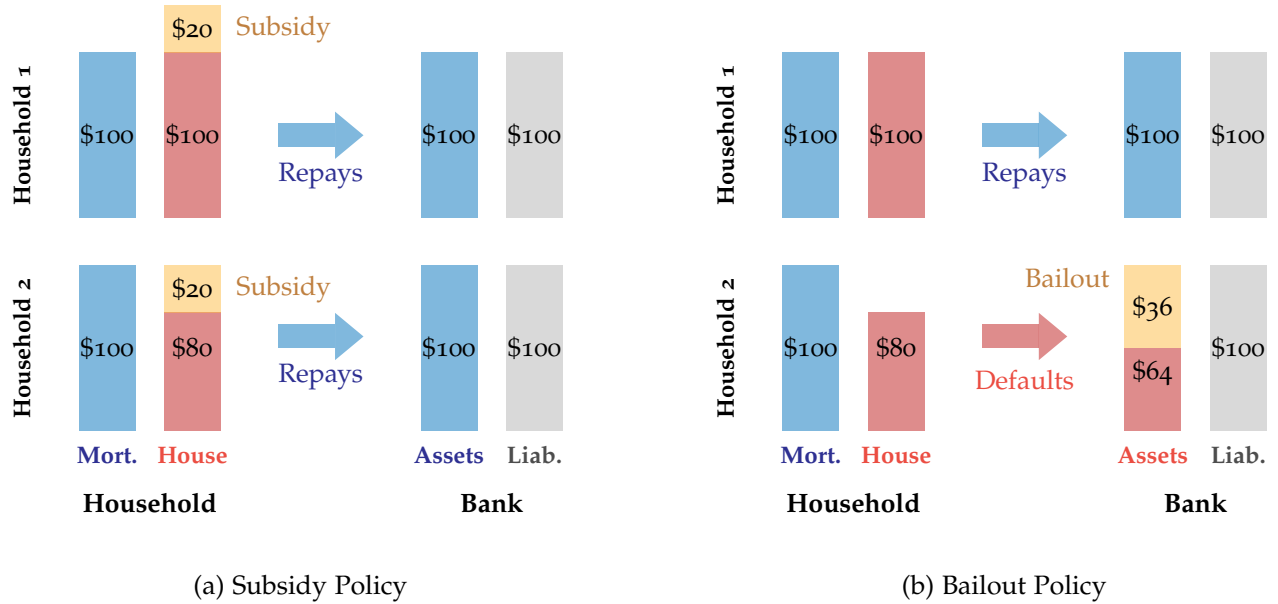 $20 Subsidy
Household 1
$100 $100 Repays $100 $100
Household 2
$20 Subsidy
$100 $80 Repays $100 $100
Mort. House Assets Liab.
Household Bank
(a) Subsidy Policy
Household 1
$100 $100 Repays $100 $100
Household 2
Bailout $36
$100 $80 Defaults $64 $100
Mort. House Assets Liab.
Household Bank
(b) Bailout Policy